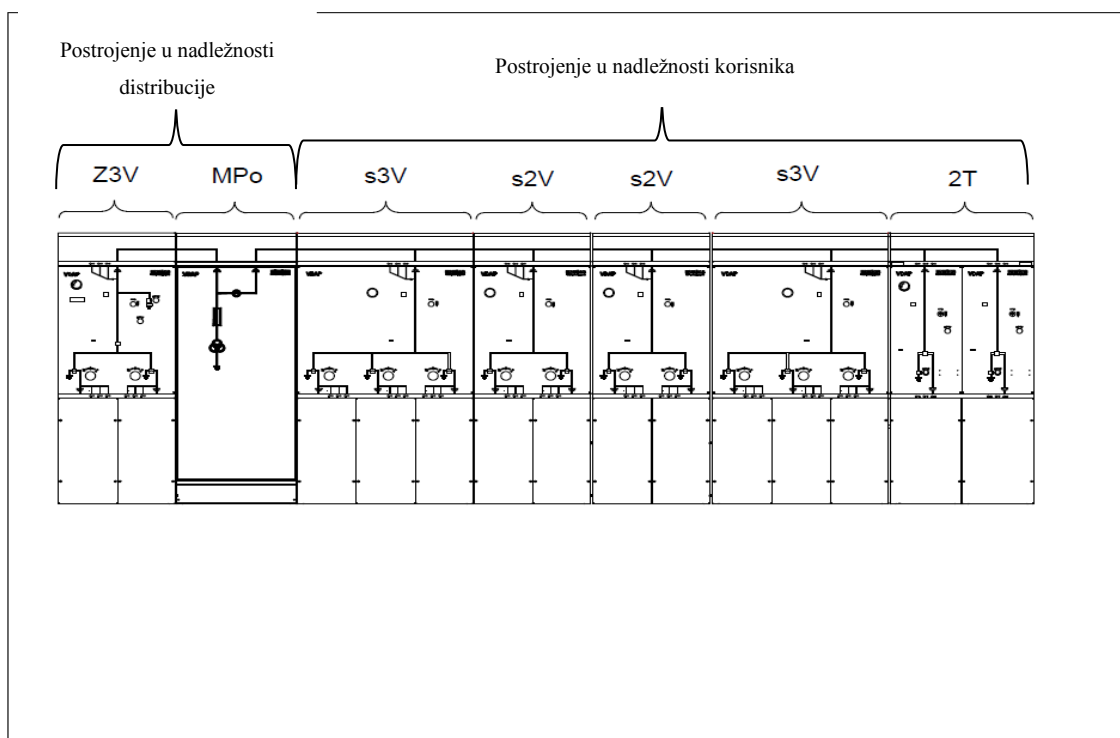 Postrojenje u nadležnosti
distribucije
Postrojenje u nadležnosti korisnika
Z3V
MPo
s3V
s2V
s2V
s3V
2T